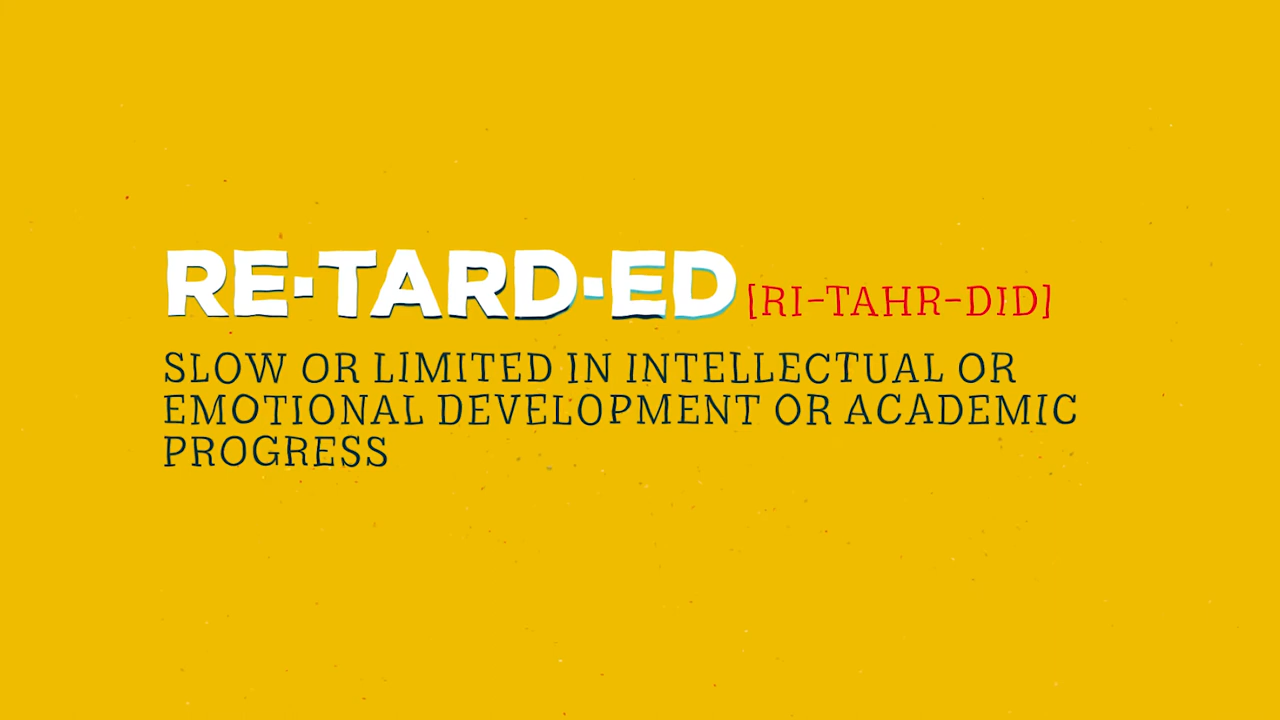 RE·TARD·ED [RI-TAHR-DID]
SLOW OR LIMITED IN INTELLECTUAL OR
EMOTIONAL DEVELOPMENT OR ACADEMIC
PROGRESS